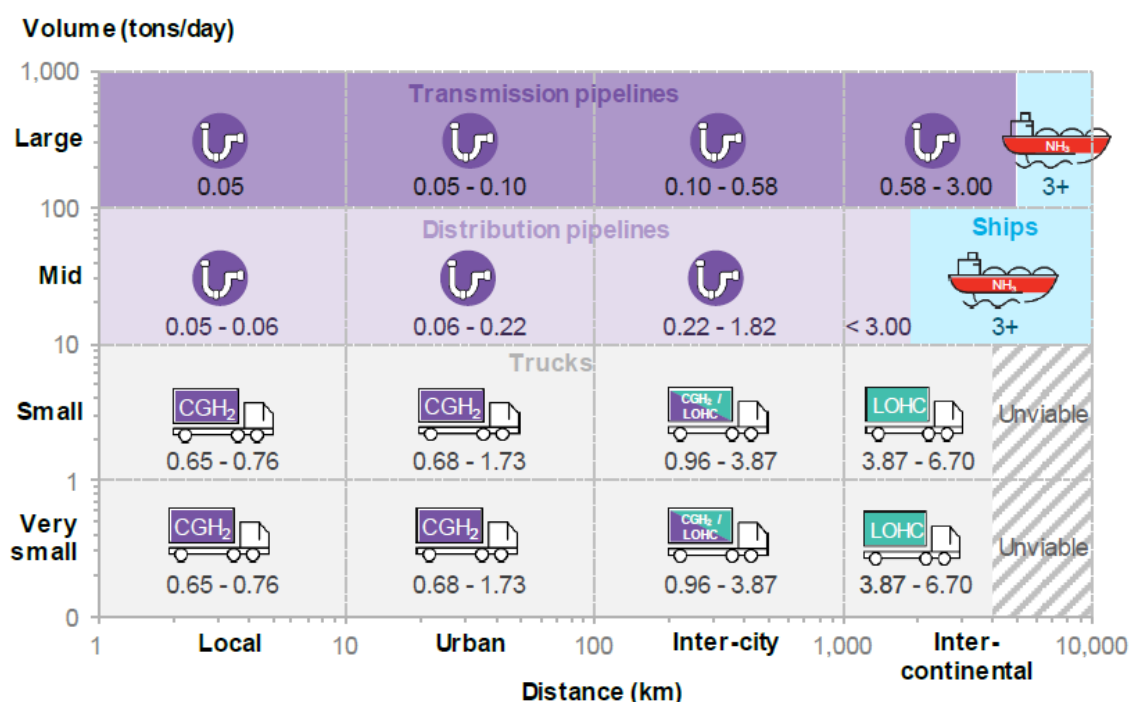 Volume (tons/day)
1,000
Transmission pipelines
Large
NH₃
0.05
0.05 - 0.10
0.10 - 0.58
0.58 - 3.00
3+
100
Distribution pipelines
Ships
Mid
NH₃
0.05 - 0.06
0.06 - 0.22
0.22 - 1.82
< 3.00
3+
10
Trucks
Small
CGH₂
CGH₂
CGH₂ /
LOHC
LOHC
Unviable
0.65 - 0.76
0.68 - 1.73
0.96 - 3.87
3.87 - 6.70
1
Very
small
CGH₂
CGH₂
CGH₂ /
LOHC
LOHC
Unviable
0.65 - 0.76
0.68 - 1.73
0.96 - 3.87
3.87 - 6.70
0
1
Local
10
Urban
100
Inter-city
1,000
Inter-
continental
10,000
Distance (km)